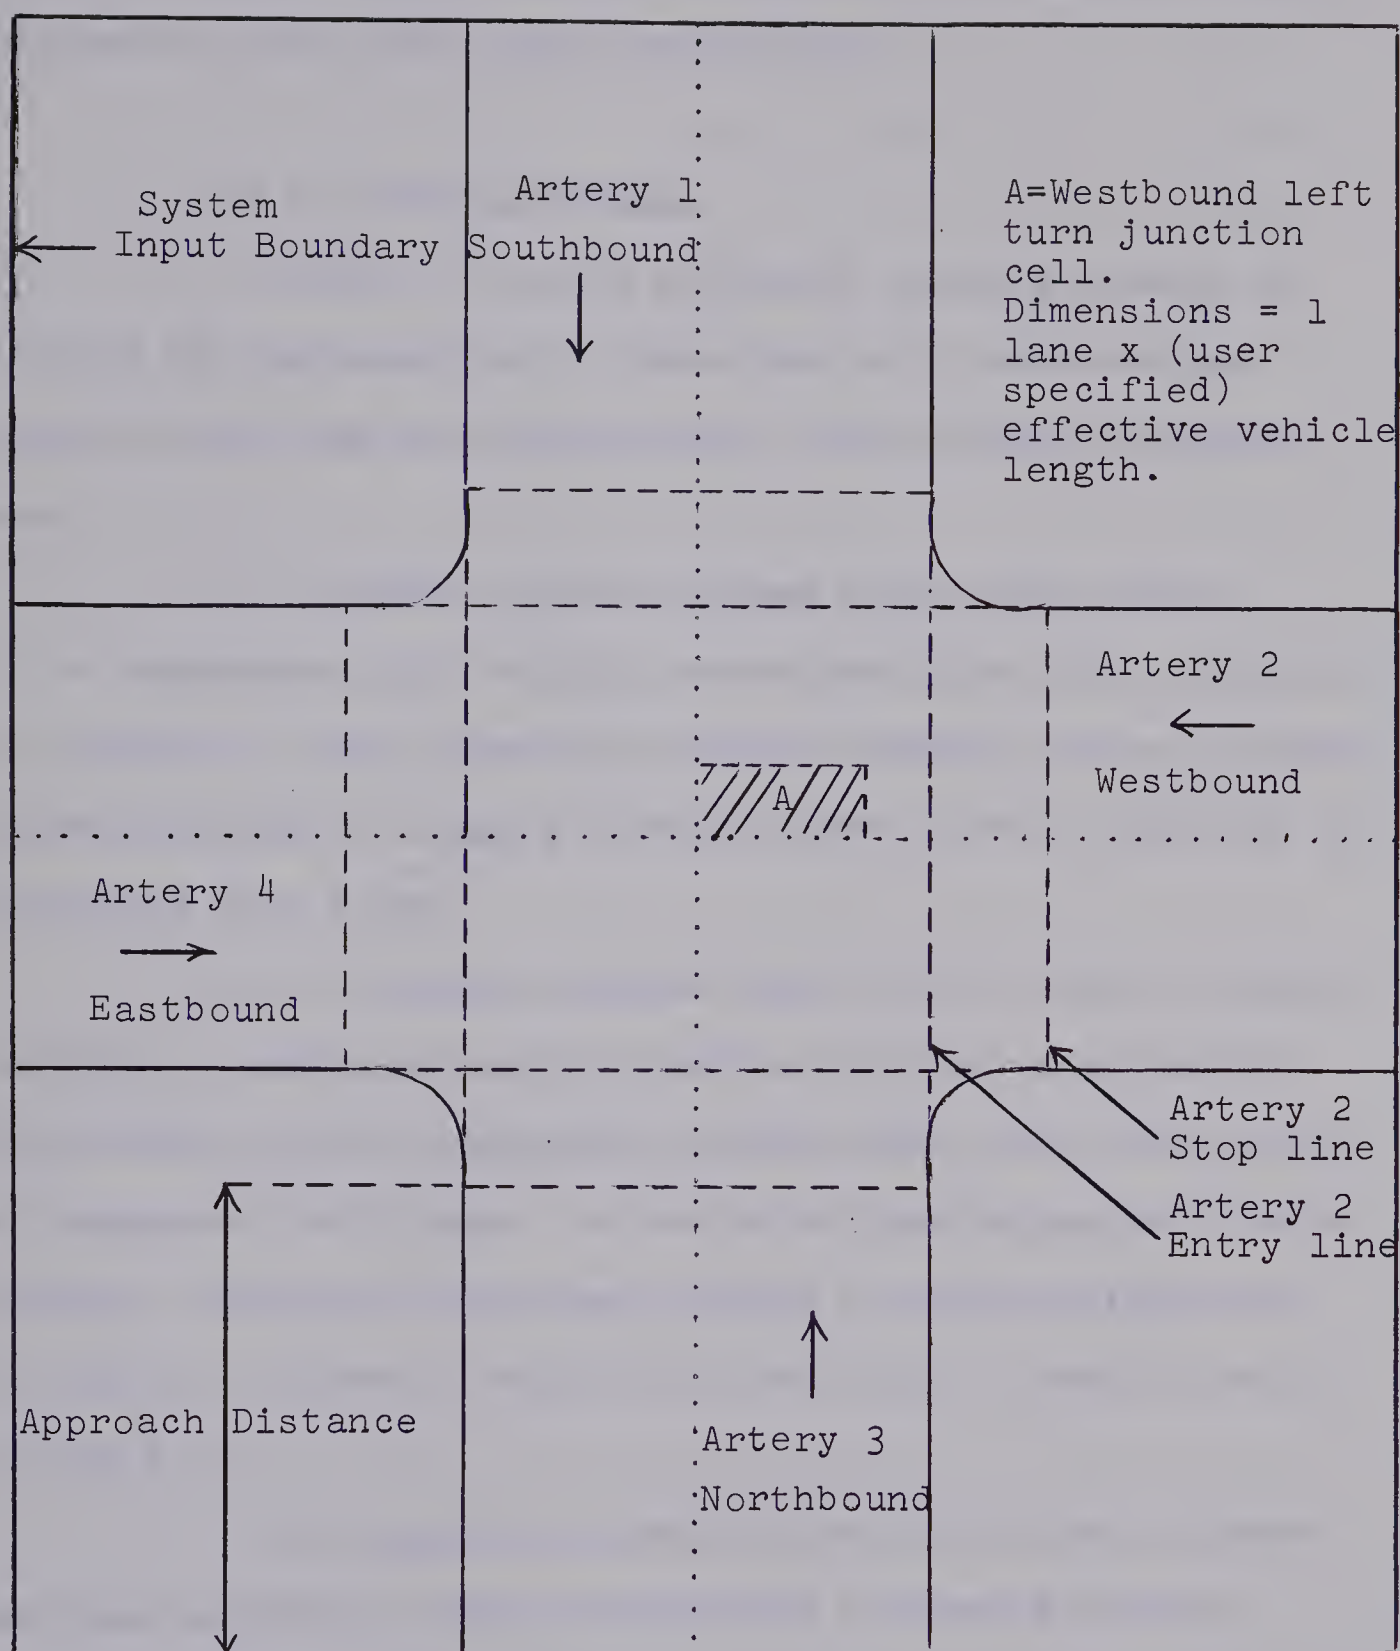 System
Input Boundary
Artery 1
Southbound
A=Westbound left
turn junction
cell.
Dimensions = 1
lane x (user
specified)
effective vehicle
length.
Artery 2
Westbound
A
Artery 4
Eastbound
Artery 2
Stop line
Artery 2
Entry line
Approach Distance
Artery 3
Northbound